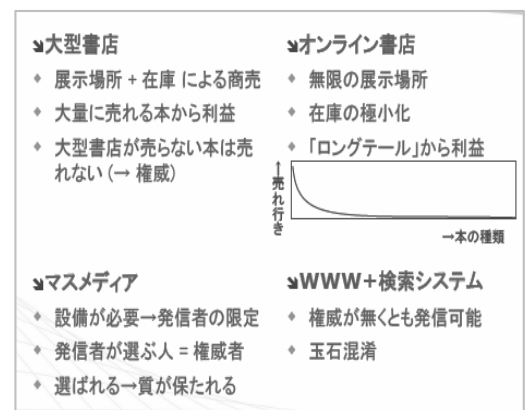 大型書店
展示場所 + 在庫 による商売
大量に売れる本から利益
大型書店が売らない本は売
れない (→ 権威)
オンライン書店
無限の展示場所
在庫の極小化
「ロングテール」から利益
→売れ行き
→本の種類
マスメディア
設備が必要→発信者の限定
発信者が選ぶ人 = 権威者
選ばれる→質が保たれる
WWW+検索システム
権威が無くとも発信可能
玉石混淆